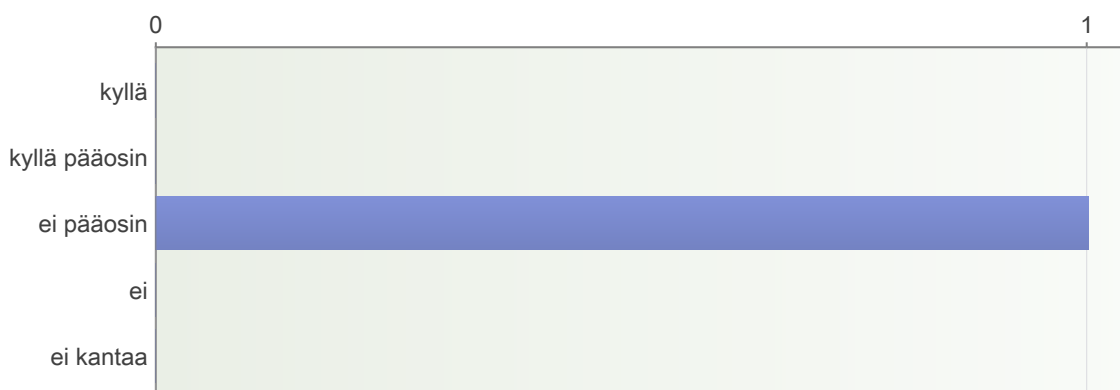 0 1
kyllä
kyllä pääosin
ei pääosin
ei
ei kantaa